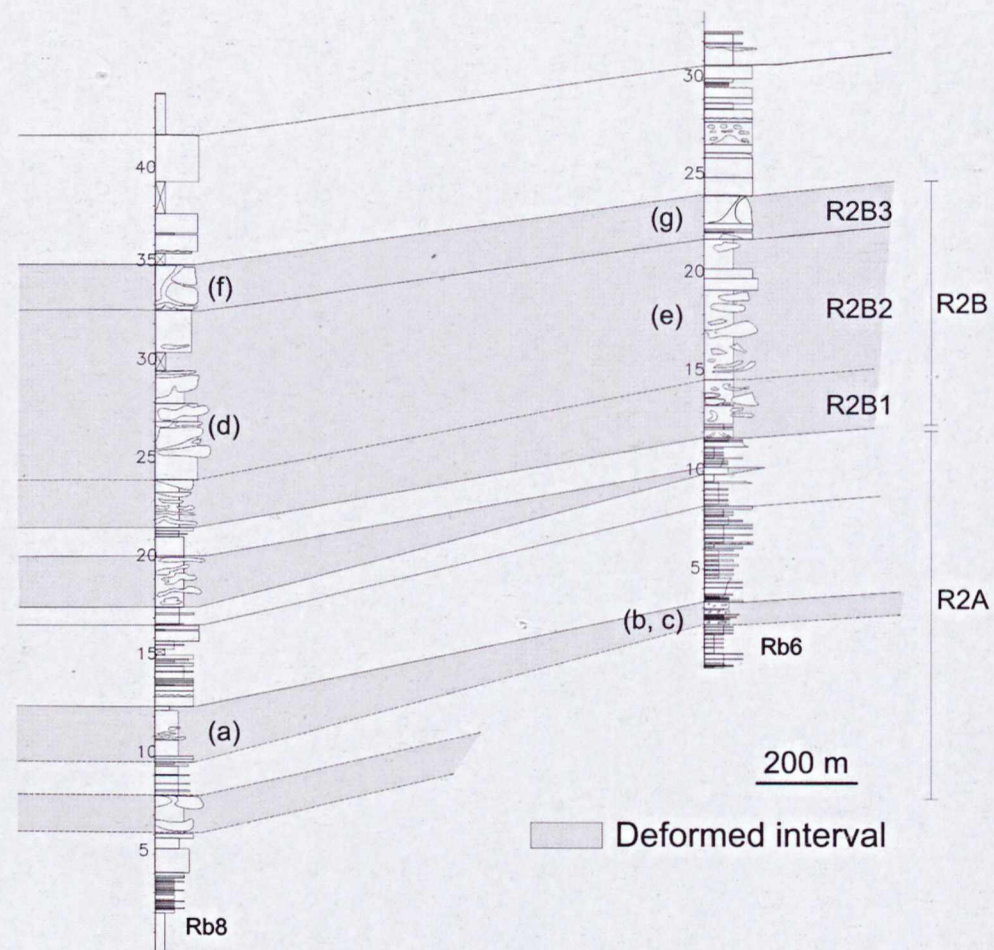 30
25
20
15
10
5
Rb6
40
35
30
25
20
15
10
5
Rb8
(g)
(f)
(e)
(d)
(b, c)
(a)
R2B3
R2B2
R2B1
R2B
R2A
200 m
Deformed interval